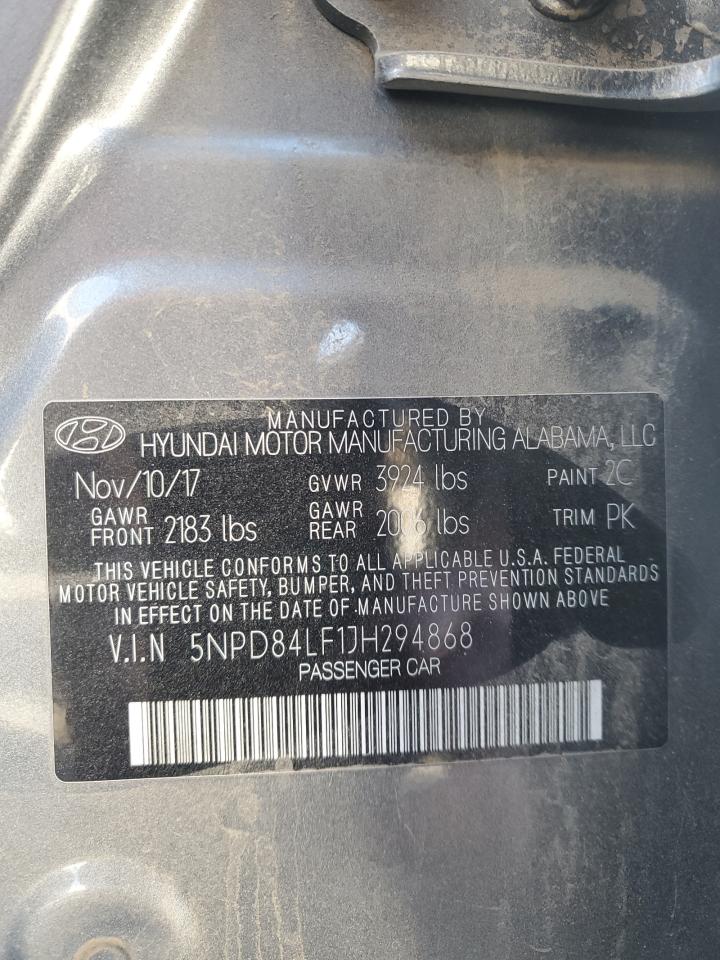 MANUFACTURED BY
HYUNDAI MOTOR MANUFACTURING ALABAMA, LLC
Nov/10/17 GVWR 3924 lbs PAINT 2C
GAWR FRONT 2183 lbs GAWR REAR 2006 lbs TRIM PK
THIS VEHICLE CONFORMS TO ALL APPLICABLE U.S.A. FEDERAL
MOTOR VEHICLE SAFETY, BUMPER, AND THEFT PREVENTION STANDARDS
IN EFFECT ON THE DATE OF MANUFACTURE SHOWN ABOVE
V.I.N 5NPD84LF1JH294868
PASSENGER CAR